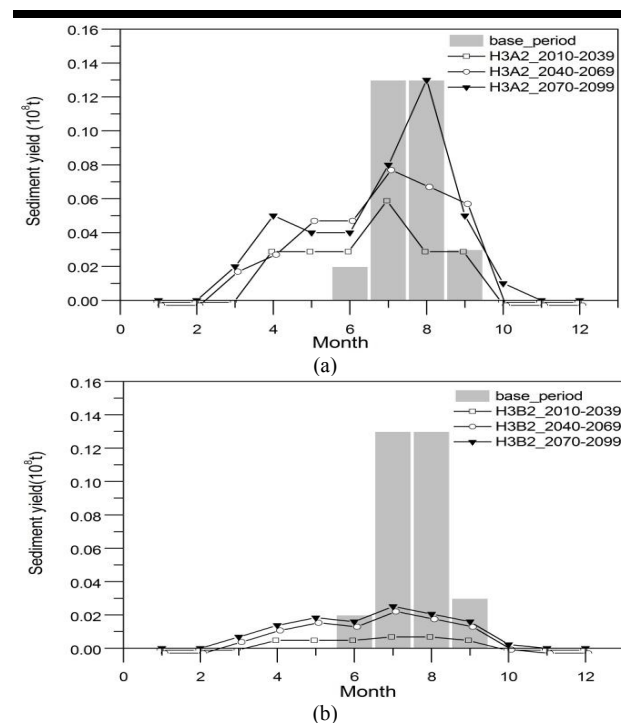 0.16
base_period
H3A2_2010-2039
0.14
H3A2_2040-2069
0.12
H3A2_2070-2099
0.10
0.08
0.06
0.04
0.02
0.00
Sediment yield (10⁸t)
0 2 4 6 8 10 12
Month
(a)
0.16
base_period
H3B2_2010-2039
0.14
H3B2_2040-2069
0.12
H3B2_2070-2099
0.10
0.08
0.06
0.04
0.02
0.00
Sediment yield(10⁸t)
0 2 4 6 8 10 12
Month
(b)